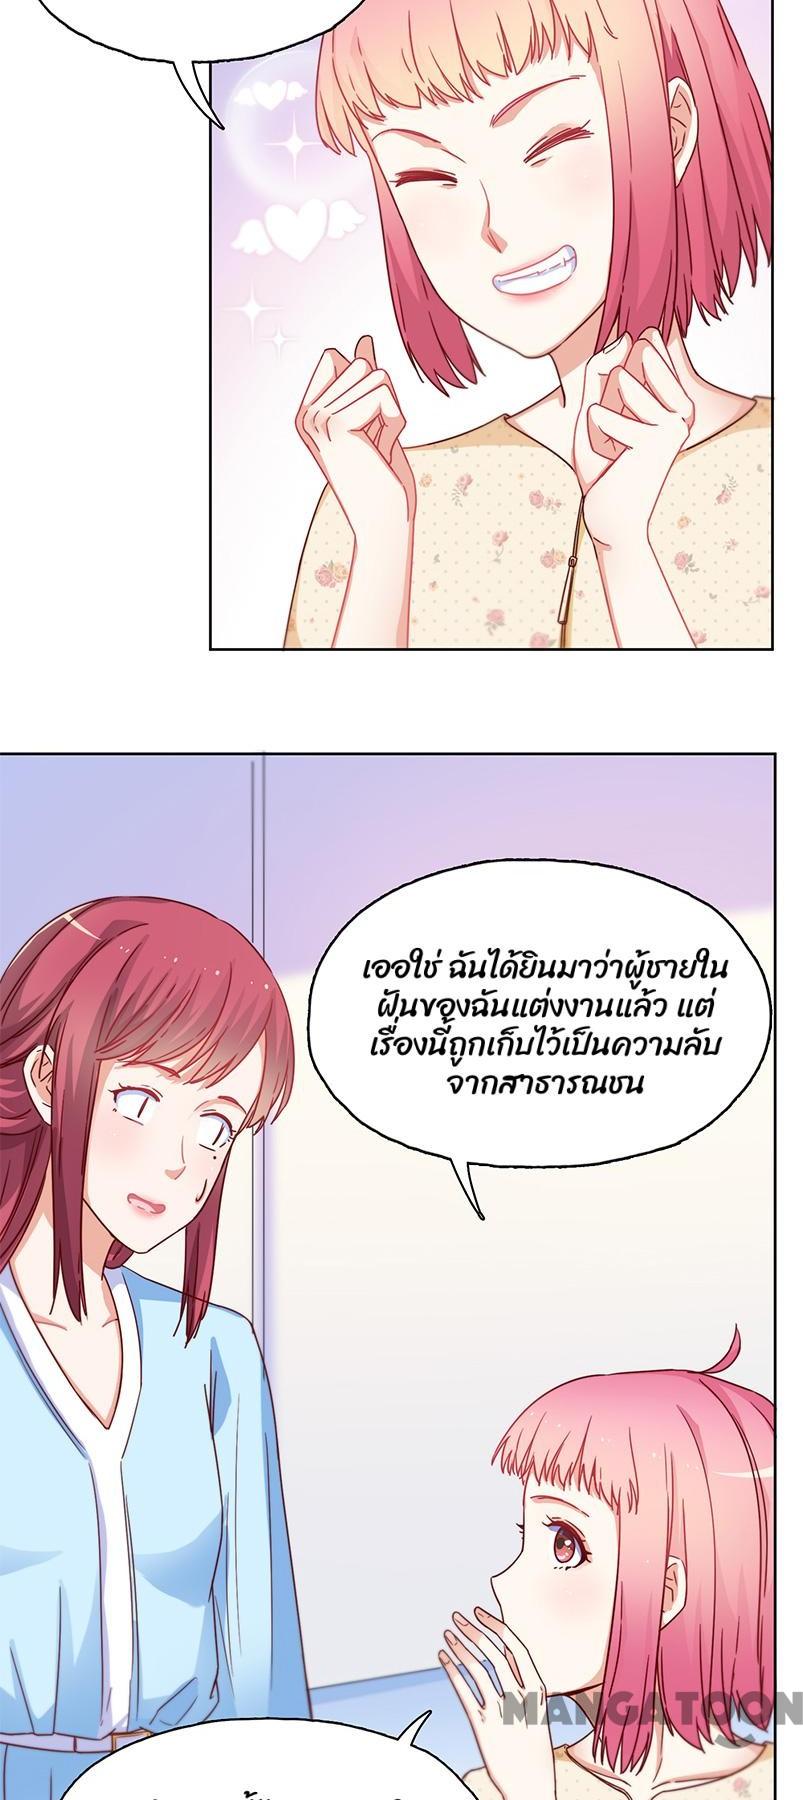 เออใช่ ฉันได้ยินมาว่าผู้ชายใน
ฝันของฉันแต่งงานแล้ว แต่
เรื่องนี้ถูกเก็บไว้เป็นความลับ
จากสาธารณชน
MANGATOON